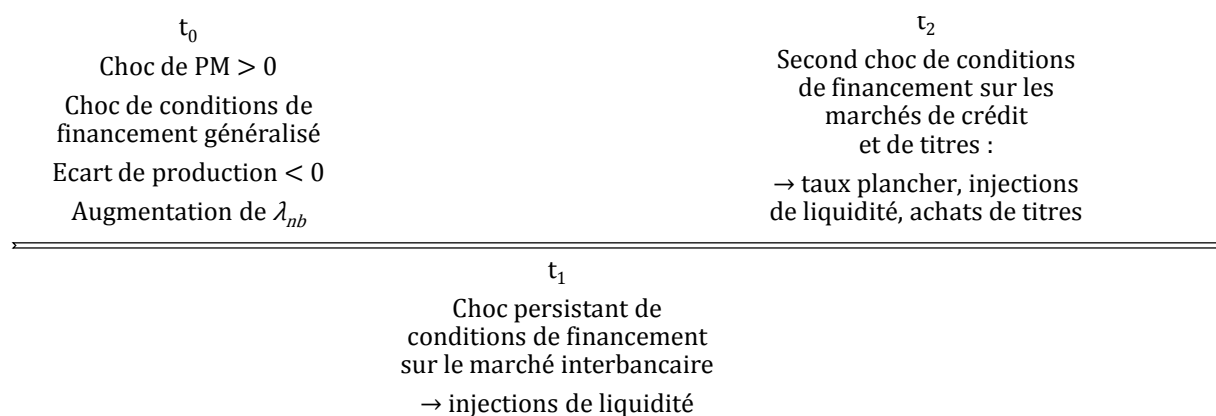 t₀
Choc de PM > 0
Choc de conditions de
financement généralisé
Ecart de production < 0
Augmentation de λₙb
t₁
Choc persistant de
conditions de financement
sur le marché interbancaire
→ injections de liquidité
t₂
Second choc de conditions
de financement sur les
marchés de crédit
et de titres :
→ taux plancher, injections
de liquidité, achats de titres